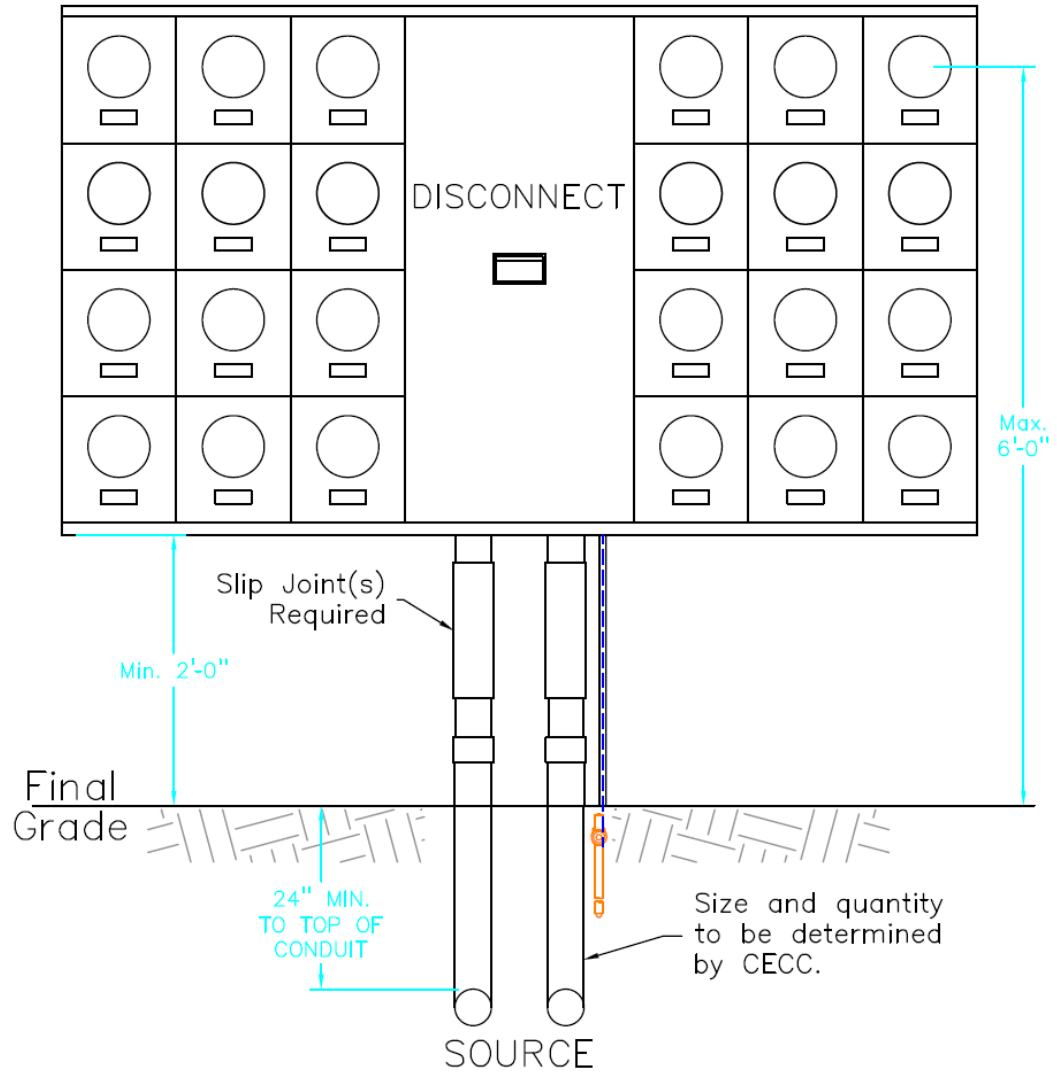 DISCONNECT
Max.
6'-0"
Slip Joint(s)
Required
Min. 2'-0"
Final
Grade
24" MIN.
TO TOP OF
CONDUIT
Size and quantity
to be determined
by CECC.
SOURCE